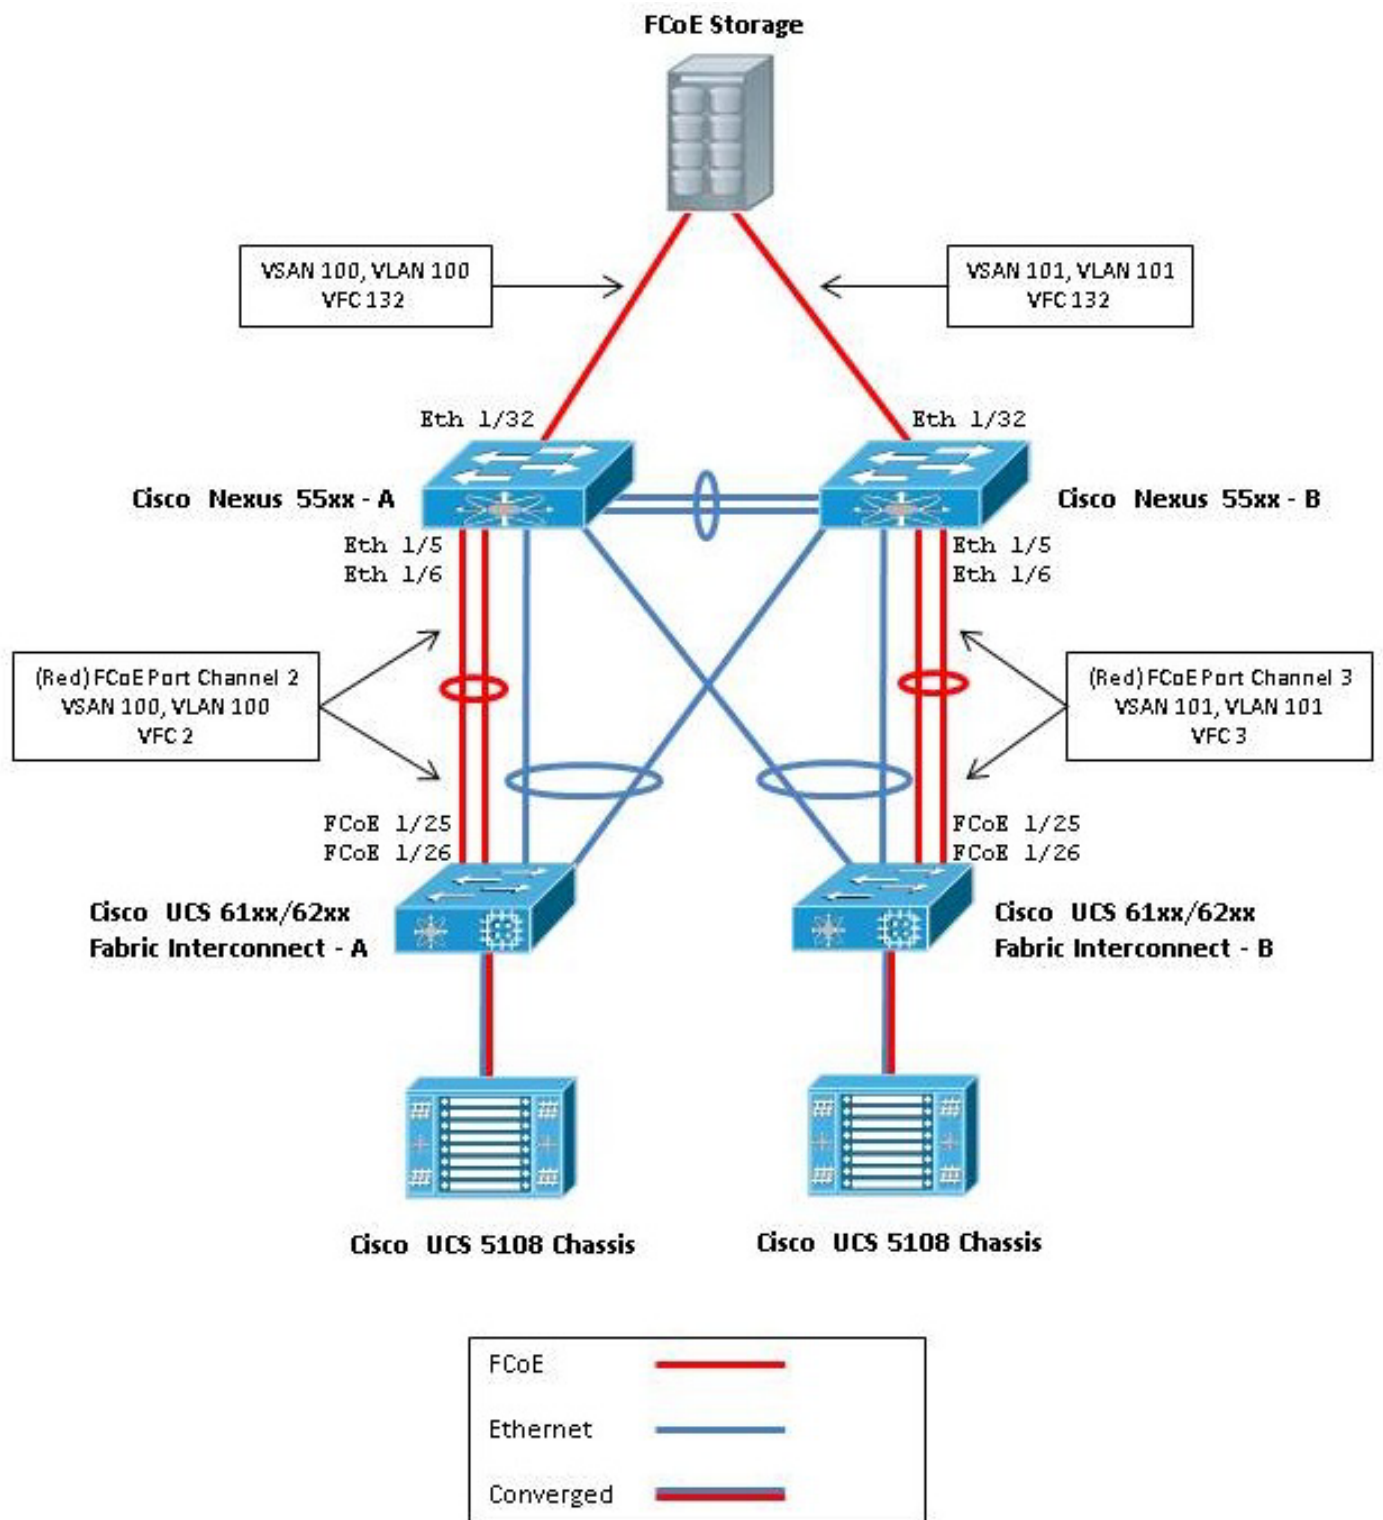 FCoE Storage
VSAN 100, VLAN 100
VFC 132
VSAN 101, VLAN 101
VFC 132
Eth 1/32
Eth 1/32
Cisco Nexus 55xx - A
Cisco Nexus 55xx - B
Eth 1/5
Eth 1/6
Eth 1/5
Eth 1/6
(Red) FCoE Port Channel 2
VSAN 100, VLAN 100
VFC 2
(Red) FCoE Port Channel 3
VSAN 101, VLAN 101
VFC 3
FCoE 1/25
FCoE 1/26
FCoE 1/25
FCoE 1/26
Cisco UCS 61xx/62xx
Fabric Interconnect - A
Cisco UCS 61xx/62xx
Fabric Interconnect - B
Cisco UCS 5108 Chassis
Cisco UCS 5108 Chassis
FCoE
Ethernet
Converged